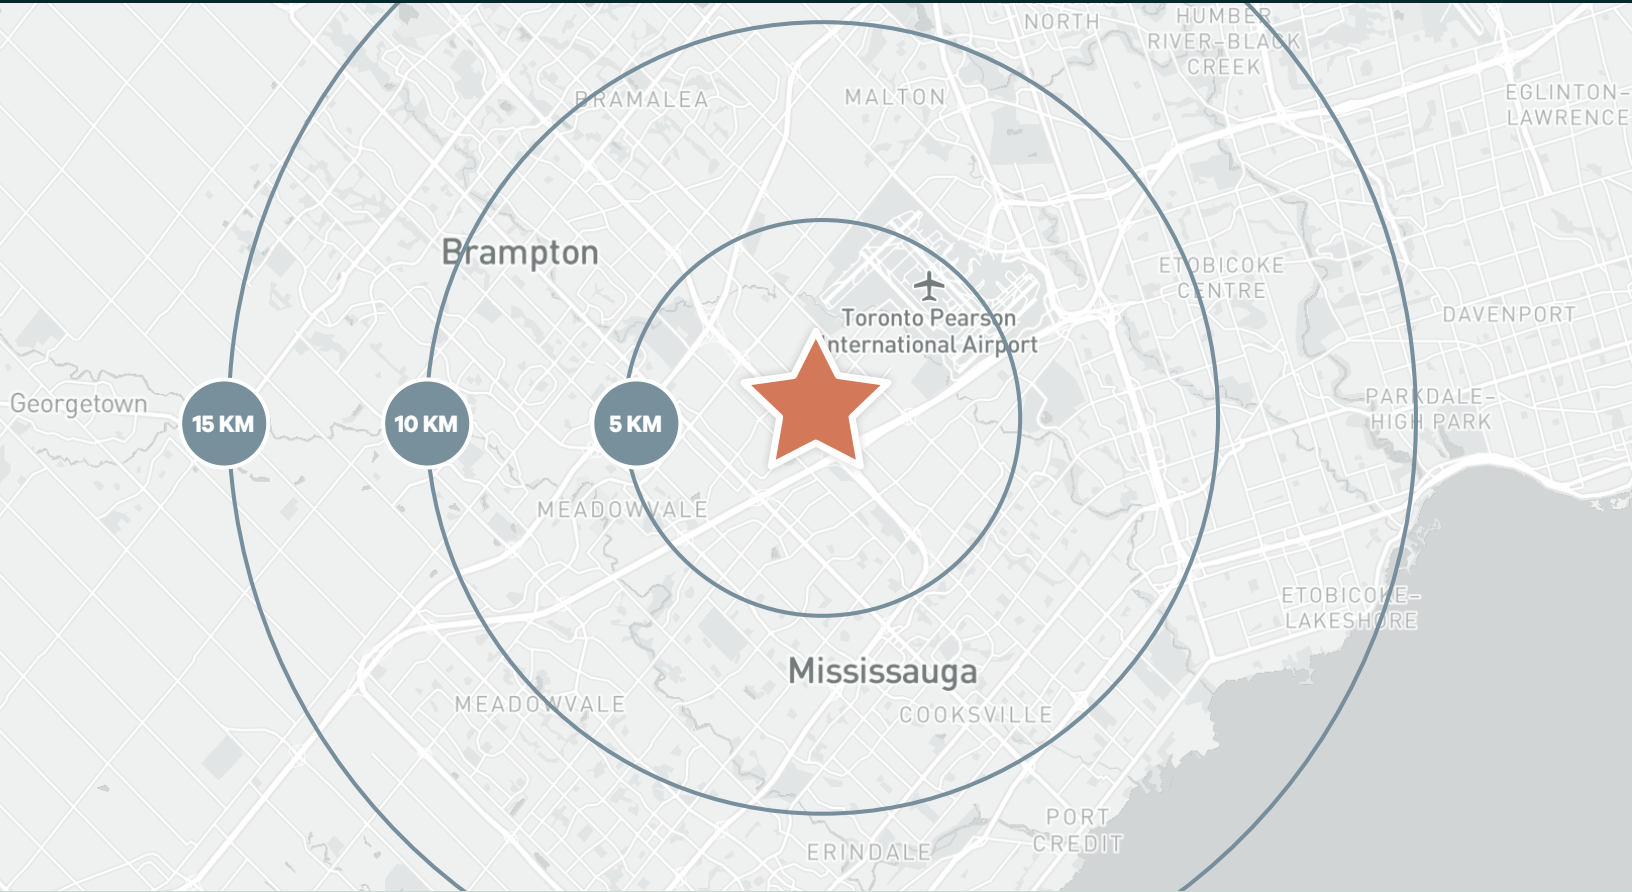 NORTH
HUMBER
RIVER–BLACK
CREEK
BRAMALEA
MALTON
EGLINTON–
LAWRENCE
Brampton
ETOBICOKE
CENTRE
Toronto Pearson
International Airport
DAVENPORT
Georgetown
15 KM
10 KM
5 KM
PARKDALE–
HIGH PARK
MEADOWVALE
ETOBICOKE–
LAKESHORE
Mississauga
MEADOWVALE
COOKSVILLE
PORT
CREDIT
ERINDALE